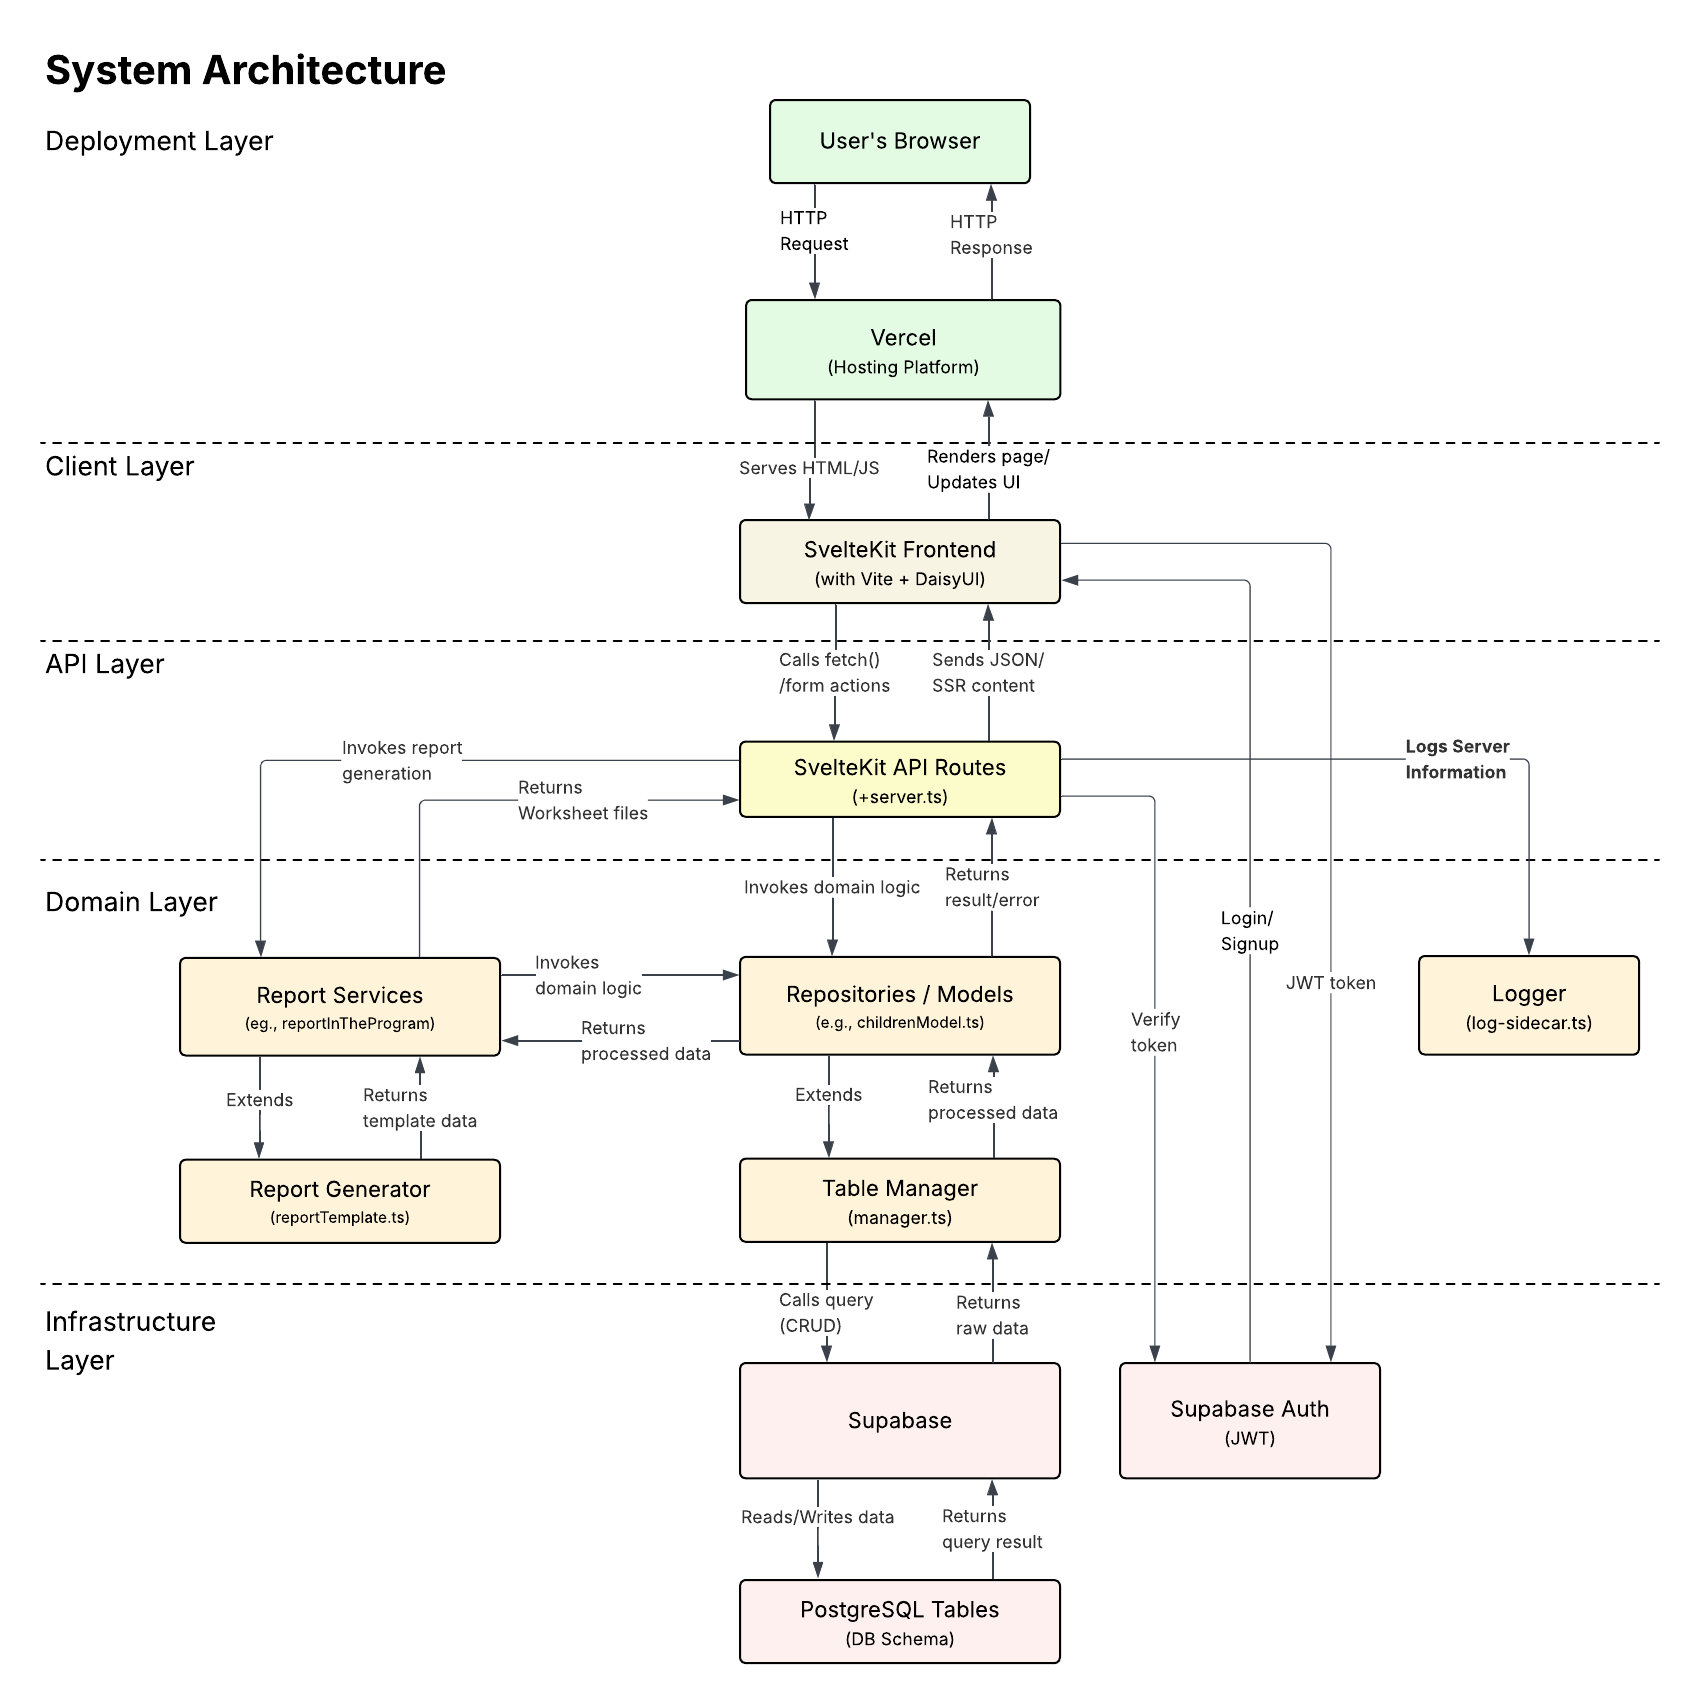 System Architecture
Deployment Layer
User's Browser
HTTP
Request
HTTP
Response
Vercel
(Hosting Platform)
Client Layer
Serves HTML/JS
Renders page/
Updates UI
SvelteKit Frontend
(with Vite + DaisyUI)
API Layer
Calls fetch()
/form actions
Sends JSON/
SSR content
Invokes report
generation
Returns
Worksheet files
SvelteKit API Routes
(+server.ts)
Logs Server
Information
Domain Layer
Invokes domain logic
Returns
result/error
Login/
Signup
JWT token
Verify
token
Report Services
(eg., reportInTheProgram)
Invokes
domain logic
Returns
processed data
Repositories / Models
(e.g., childrenModel.ts)
Logger
(log-sidecar.ts)
Extends
Returns
template data
Extends
Returns
processed data
Report Generator
(reportTemplate.ts)
Table Manager
(manager.ts)
Infrastructure
Layer
Calls query
(CRUD)
Returns
raw data
Supabase
Supabase Auth
(JWT)
Reads/Writes data
Returns
query result
PostgreSQL Tables
(DB Schema)